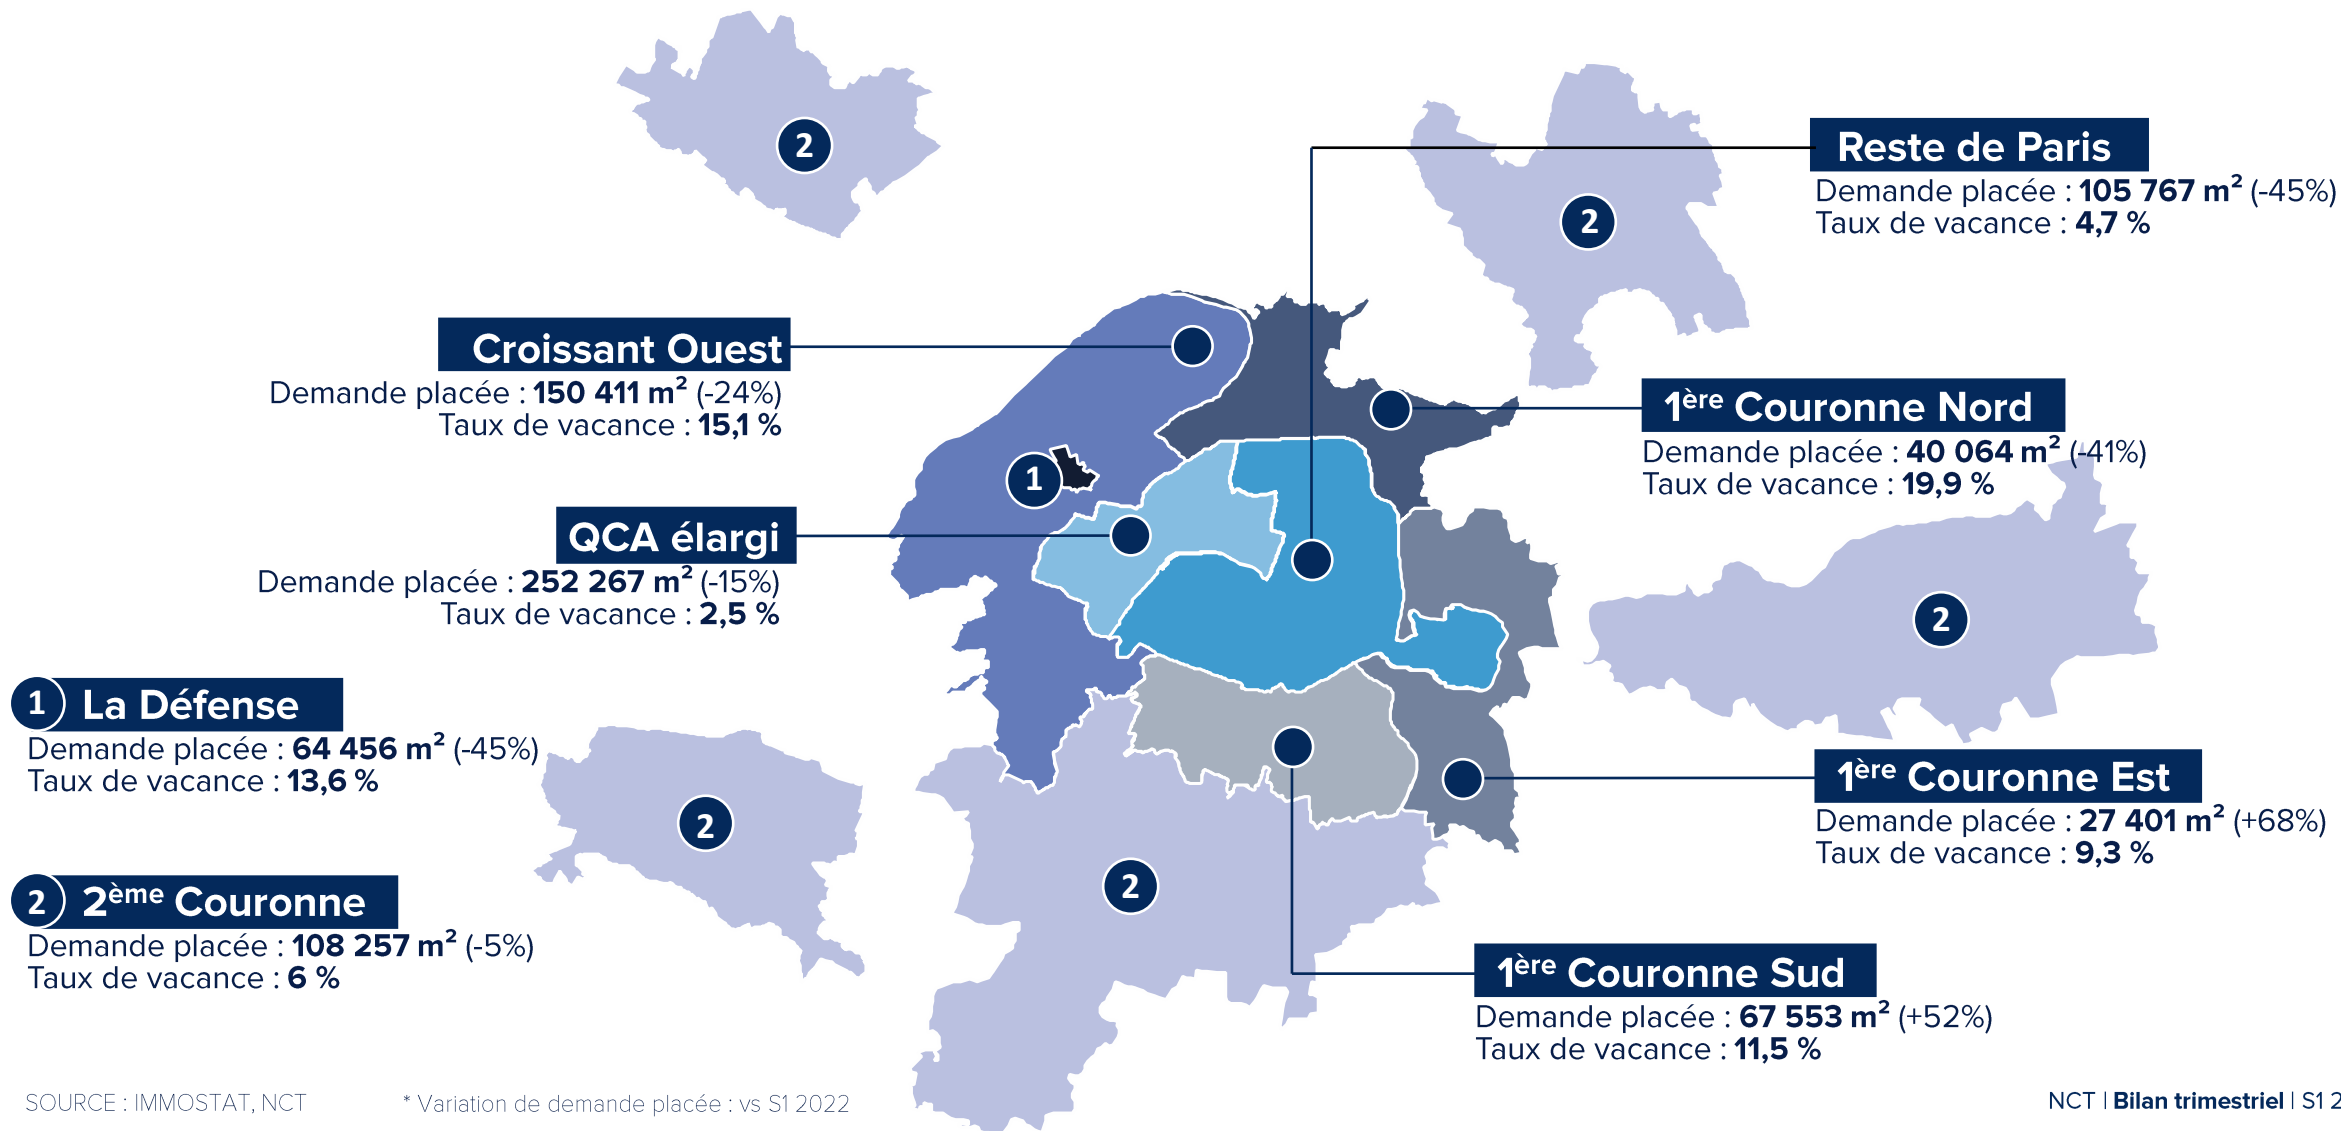 2
2
Reste de Paris
Demande placée : 105 767 m² (-45%)
Taux de vacance : 4,7 %
Croissant Ouest
Demande placée : 150 411 m² (-24%)
Taux de vacance : 15,1 %
1ère Couronne Nord
Demande placée : 40 064 m² (-41%)
Taux de vacance : 19,9 %
1
QCA élargi
Demande placée : 252 267 m² (-15%)
Taux de vacance : 2,5 %
2
1 La Défense
Demande placée : 64 456 m² (-45%)
Taux de vacance : 13,6 %
2
1ère Couronne Est
Demande placée : 27 401 m² (+68%)
Taux de vacance : 9,3 %
2 2ème Couronne
Demande placée : 108 257 m² (-5%)
Taux de vacance : 6 %
2
1ère Couronne Sud
Demande placée : 67 553 m² (+52%)
Taux de vacance : 11,5 %
SOURCE : IMMOSTAT, NCT
* Variation de demande placée : vs S1 2022
NCT | Bilan trimestriel | S1 2